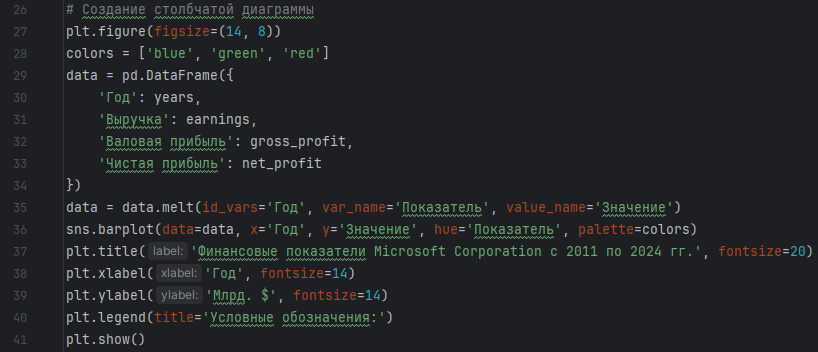 26 # Создание столбчатой диаграммы
27 plt.figure(figsize=(14, 8))
28 colors = ['blue', 'green', 'red']
29 data = pd.DataFrame({
30 'Год': years,
31 'Выручка': earnings,
32 'Валовая прибыль': gross_profit,
33 'Чистая прибыль': net_profit
34 })
35 data = data.melt(id_vars='Год', var_name='Показатель', value_name='Значение')
36 sns.barplot(data=data, x='Год', y='Значение', hue='Показатель', palette=colors)
37 plt.title(label: 'Финансовые показатели Microsoft Corporation с 2011 по 2024 гг.', fontsize=20)
38 plt.xlabel(xlabel: 'Год', fontsize=14)
39 plt.ylabel(ylabel: 'Млрд. $', fontsize=14)
40 plt.legend(title='Условные обозначения:')
41 plt.show()